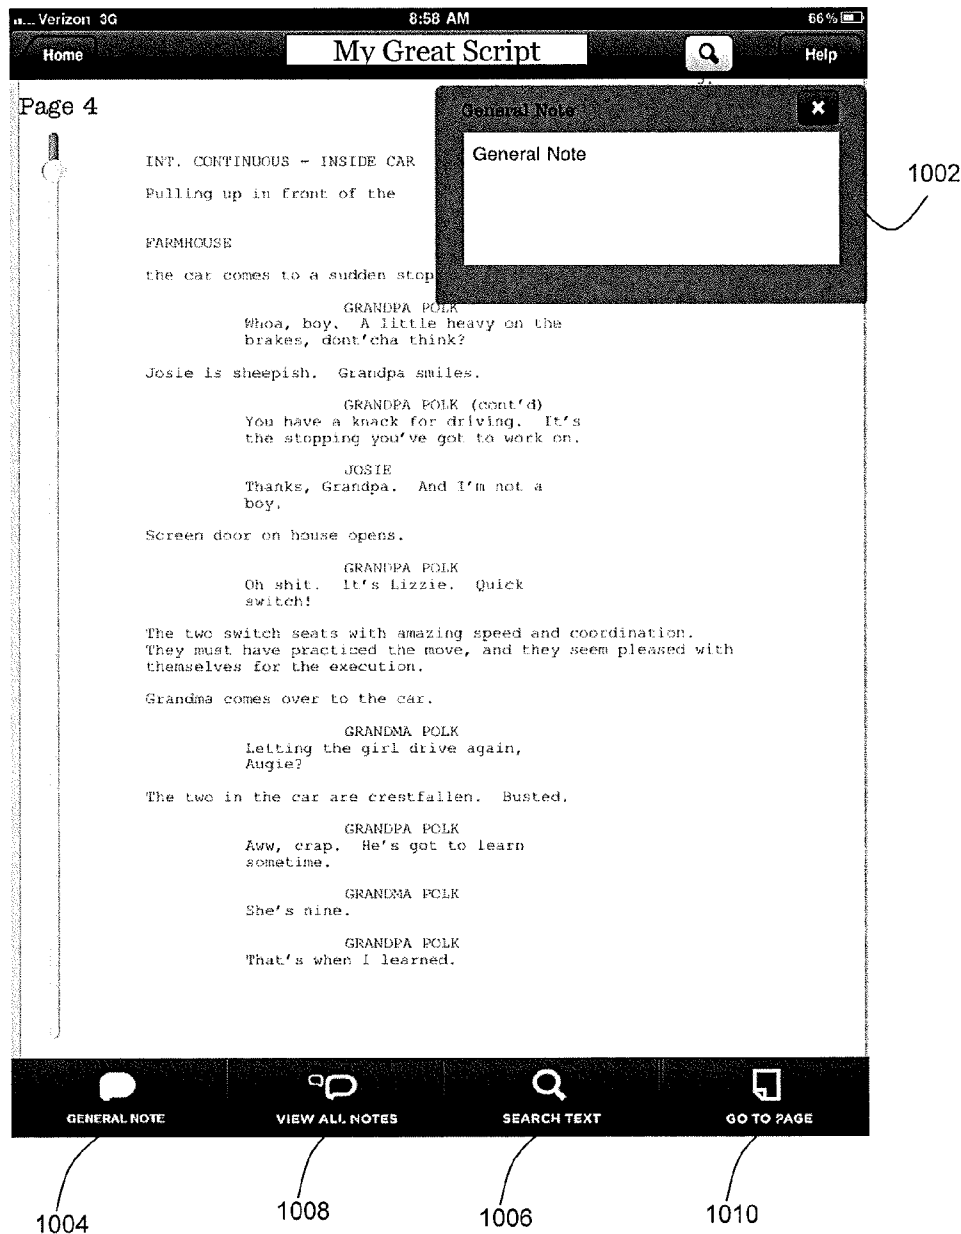 Verizon 3G 8:58 AM 66%
Home My Great Script Help
Page 4
General Note
General Note
1002
INT. CONTINUOUS - INSIDE CAR
Pulling up in front of the
FARMHOUSE
the car comes to a sudden stop
GRANDPA POLK
Whoa, boy. A little heavy on the
brakes, dont'cha think?
Josie is sheepish. Grandpa smiles.
GRANDPA POLK (cont'd)
You have a knack for driving. It's
the stopping you've got to work on.
JOSIE
Thanks, Grandpa. And I'm not a
boy.
Screen door on house opens.
GRANDPA POLK
Oh shit. It's Lizzie. Quick
switch!
The two switch seats with amazing speed and coordination.
They must have practiced the move, and they seem pleased with
themselves for the execution.
Grandma comes over to the car.
GRANDMA POLK
Letting the girl drive again,
Augie?
The two in the car are crestfallen. Busted.
GRANDPA POLK
Aww, crap. He's got to learn
sometime.
GRANDMA POLK
She's nine.
GRANDPA POLK
That's when I learned.
GENERAL NOTE VIEW ALL NOTES SEARCH TEXT GO TO PAGE
1004 1008 1006 1010